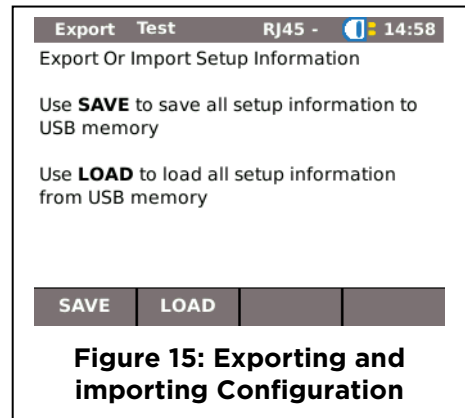 Export Test RJ45 - 14:58
Export Or Import Setup Information
Use SAVE to save all setup information to
USB memory
Use LOAD to load all setup information
from USB memory
SAVE LOAD
Figure 15: Exporting and
importing Configuration